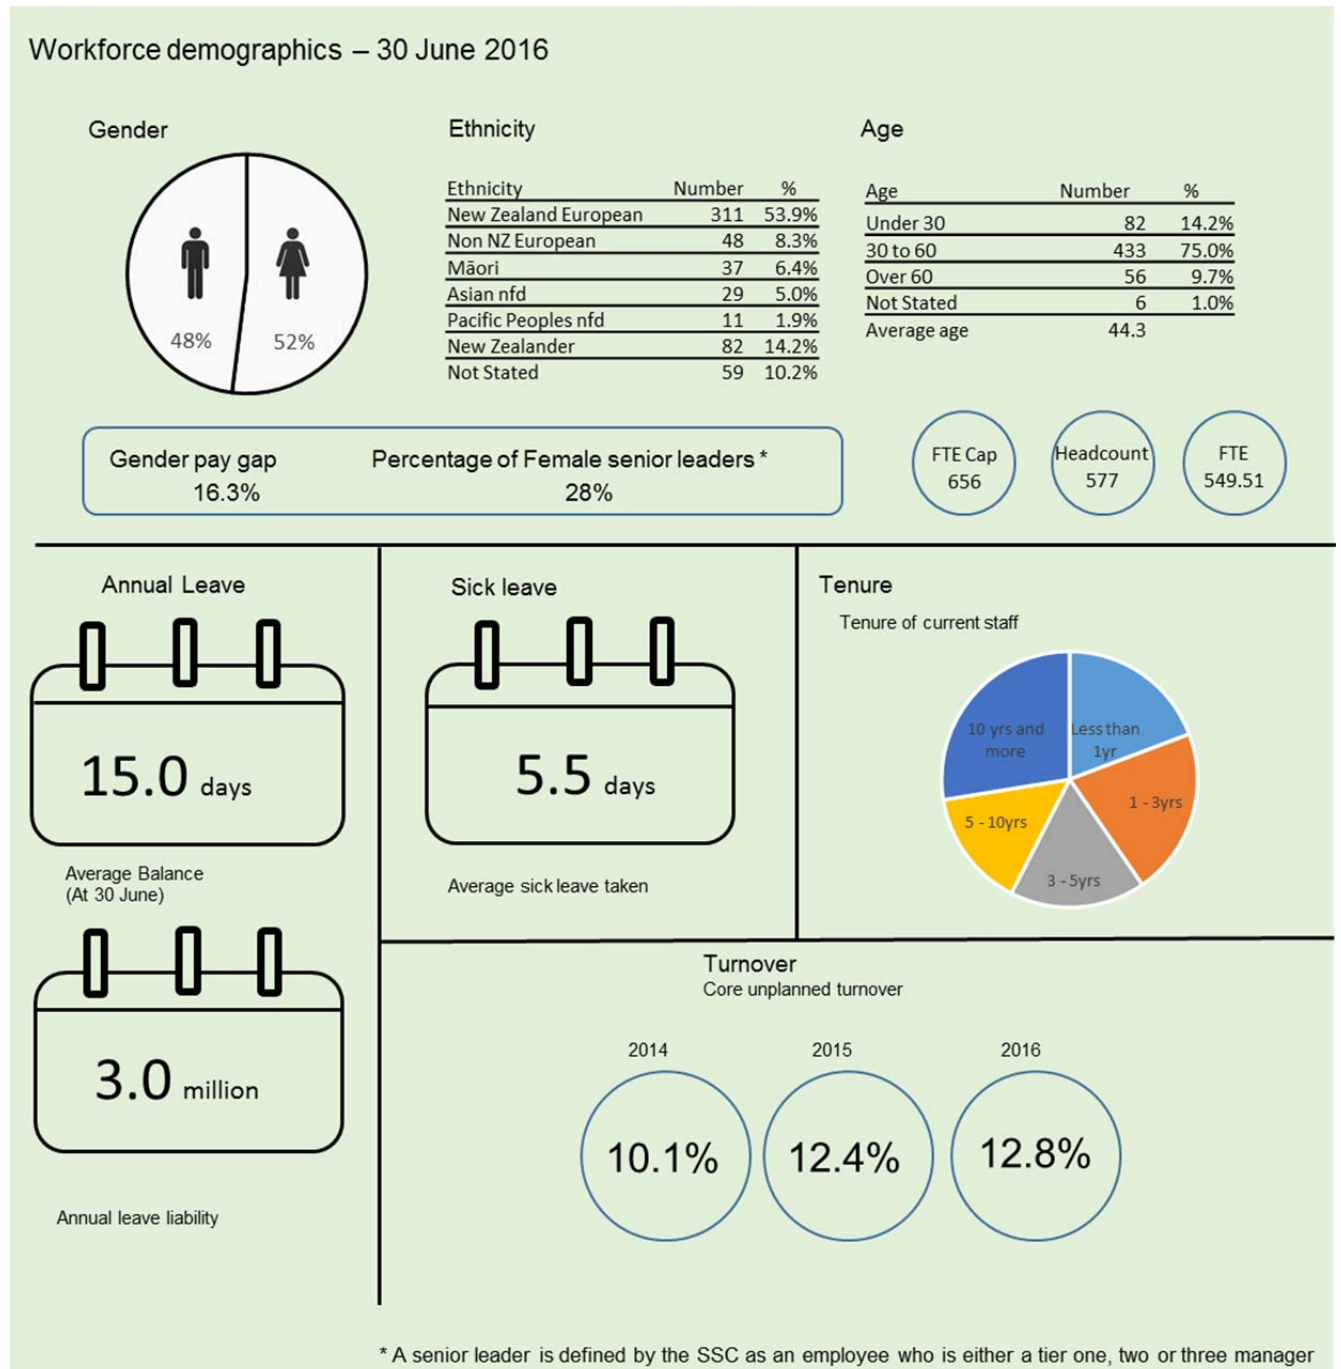 Workforce demographics – 30 June 2016
Gender
48%
52%
Ethnicity
Ethnicity Number %
New Zealand European 311 53.9%
Non NZ European 48 8.3%
Māori 37 6.4%
Asian nfd 29 5.0%
Pacific Peoples nfd 11 1.9%
New Zealander 82 14.2%
Not Stated 59 10.2%
Age
Age Number %
Under 30 82 14.2%
30 to 60 433 75.0%
Over 60 56 9.7%
Not Stated 6 1.0%
Average age 44.3
Gender pay gap
16.3%
Percentage of Female senior leaders *
28%
FTE Cap
656
Headcount
577
FTE
549.51
Annual Leave
15.0 days
Average Balance
(At 30 June)
3.0 million
Annual leave liability
Sick leave
5.5 days
Average sick leave taken
Tenure
Tenure of current staff
10 yrs and
more
Less than
1yr
1 - 3yrs
5 - 10yrs
3 - 5yrs
Turnover
Core unplanned turnover
2014
10.1%
2015
12.4%
2016
12.8%
* A senior leader is defined by the SSC as an employee who is either a tier one, two or three manager